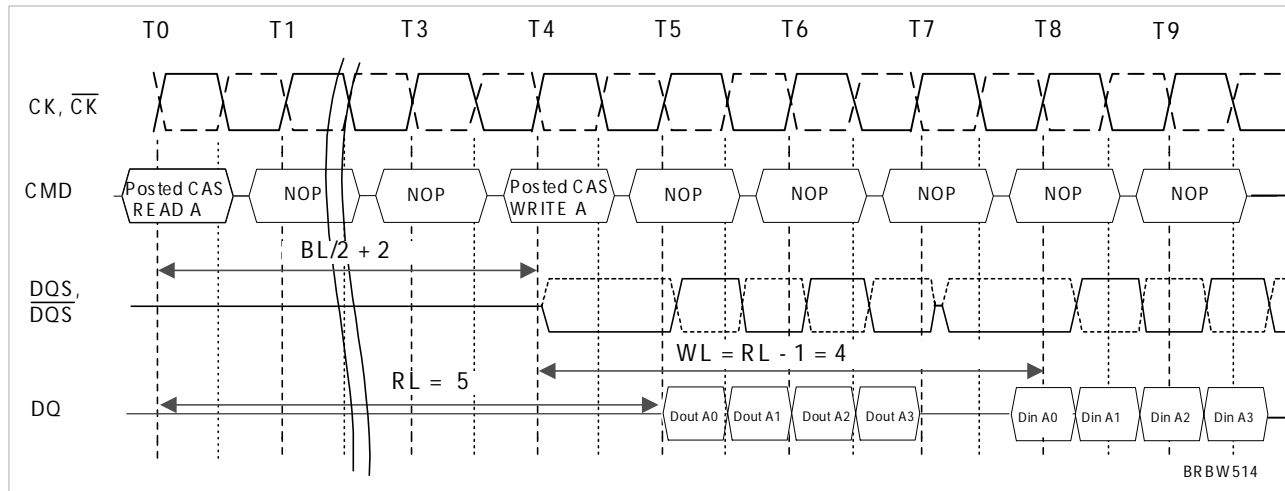 T0 T1 T3 T4 T5 T6 T7 T8 T9
CK, CK
CMD
Posted CAS
READ A
NOP
NOP
Posted CAS
WRITE A
NOP
NOP
NOP
NOP
NOP
BL/2 + 2
DQS,
DQS
WL = RL - 1 = 4
RL = 5
DQ
Dout A0
Dout A1
Dout A2
Dout A3
Din A0
Din A1
Din A2
Din A3
BRBW514